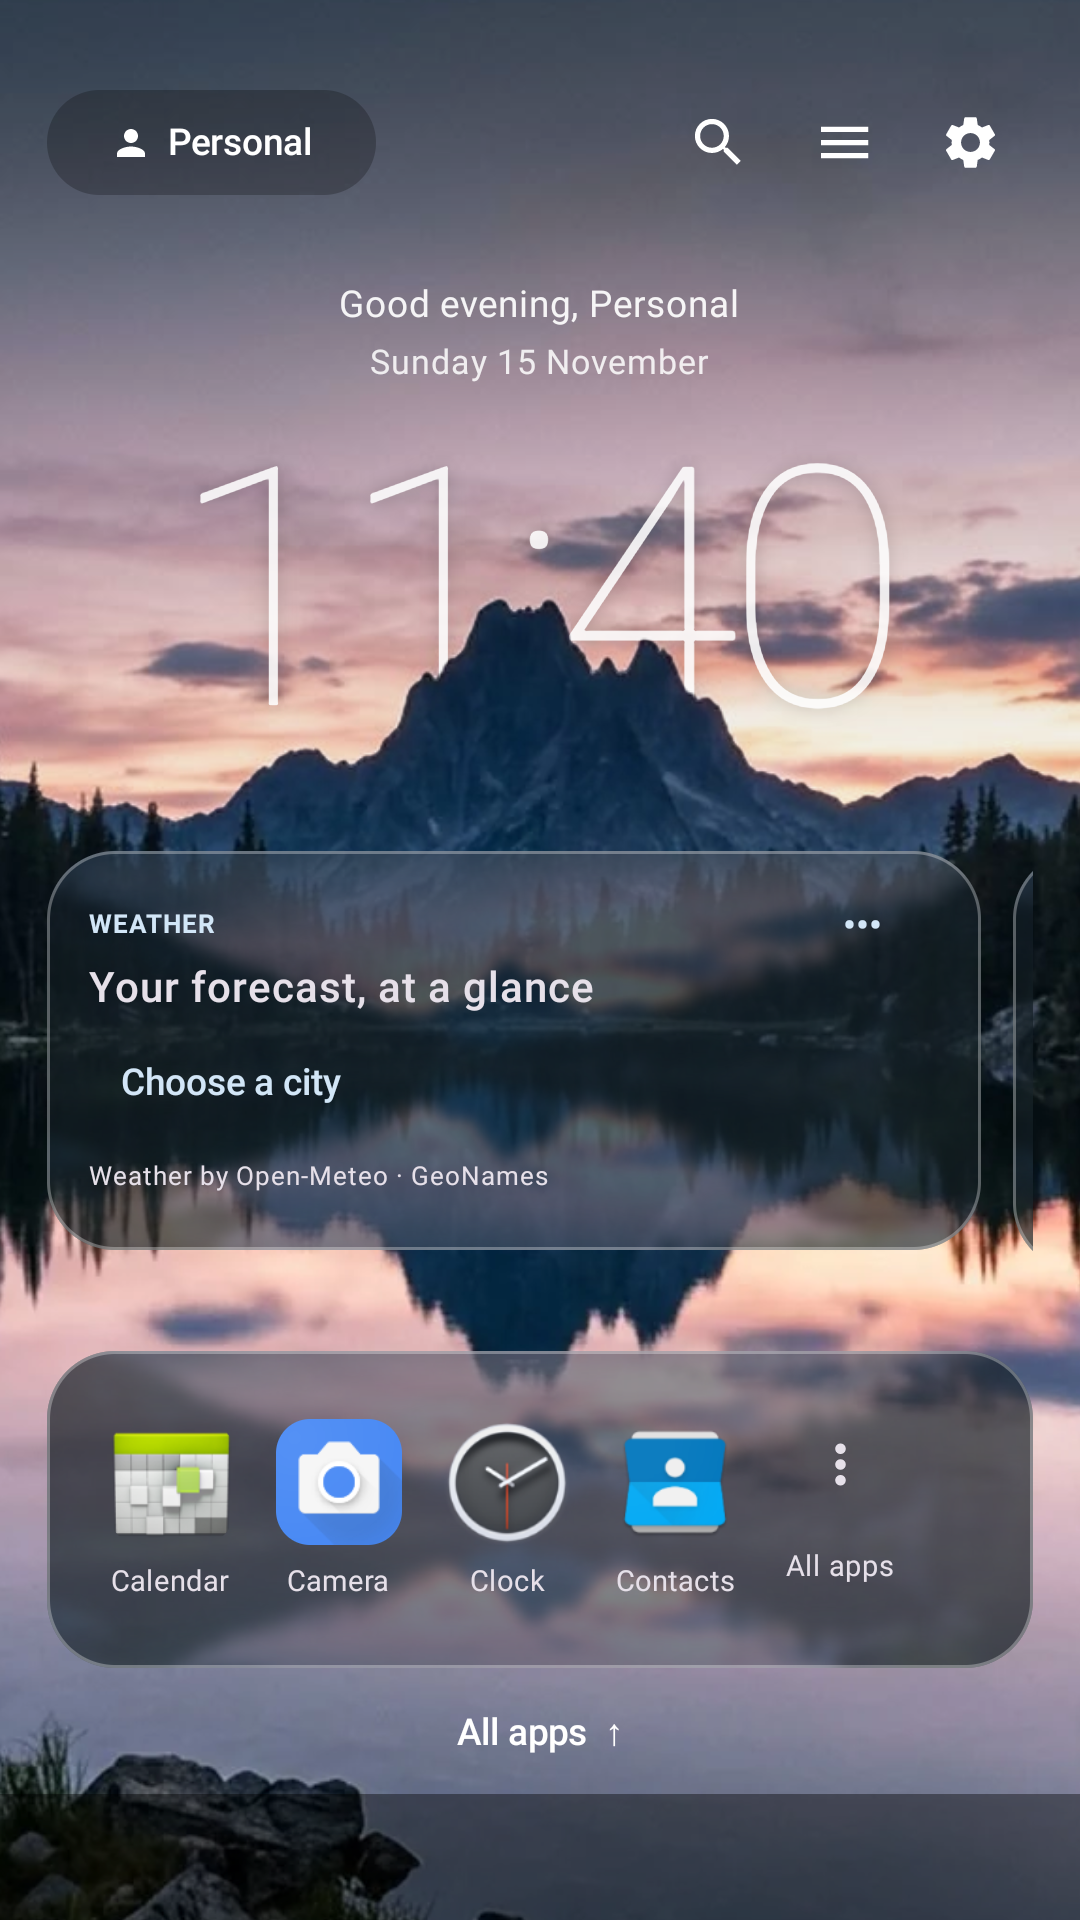 Personal
Good evening, Personal
Sunday 15 November
11:40
WEATHER
Your forecast, at a glance
Choose a city
Weather by Open-Meteo · GeoNames
Calendar
Camera
Clock
Contacts
All apps
All apps ↑